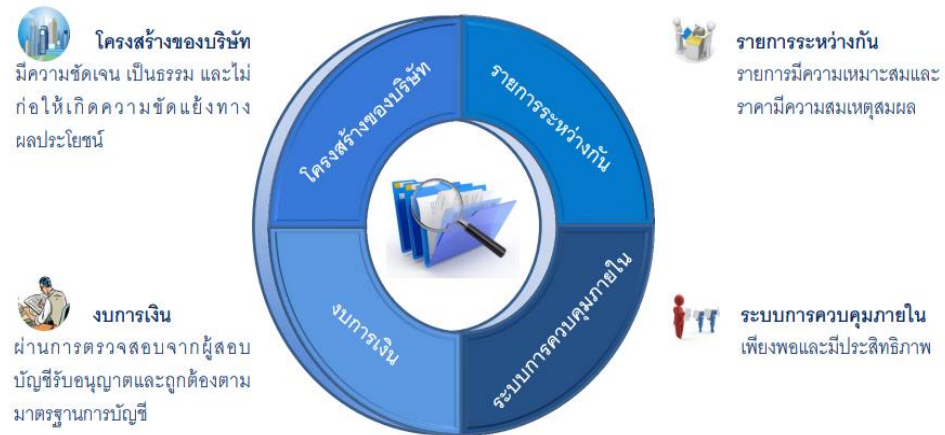 โครงสร้างของบริษัท
มีความชัดเจน เป็นธรรม และไม่
ก่อให้เกิดความขัดแย้งทาง
ผลประโยชน์
โครงสร้างของบริษัท
รายการระหว่างกัน
รายการระหว่างกัน
รายการมีความเหมาะสมและ
ราคามีความสมเหตุสมผล
งบการเงิน
ผ่านการตรวจสอบจากผู้สอบ
บัญชีรับอนุญาตและถูกต้องตาม
มาตรฐานการบัญชี
งบการเงิน
ระบบการควบคุมภายใน
ระบบการควบคุมภายใน
เพียงพอและมีประสิทธิภาพ